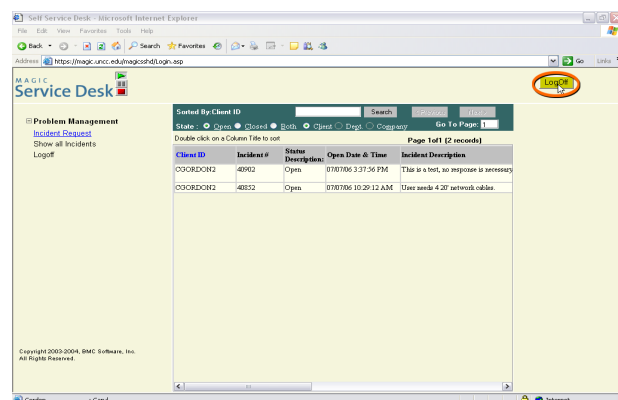 Self Service Desk - Microsoft Internet Explorer
File Edit View Favorites Tools Help
Back Search Favorites
Address https://magic.uncc.edu/magicsshd/Login.asp Go Links
MAGIC
Service Desk
LogOff
Problem Management
Incident Request
Show all Incidents
Logoff
Sorted By:Client ID Search
State : Open Closed Both Client Dept. Company Go To Page: 1
Double click on a Column Title to sort Page 1of1 (2 records)
Client ID Incident # Status Description: Open Date & Time Incident Description
CGORDON2 40902 Open 07/07/06 3:37:56 PM This is a test, no response is necessary
CGORDON2 40852 Open 07/07/06 10:29:12 AM User needs 4 20' network cables.
Copyright 2003-2004, BMC Software, Inc.
All Rights Reserved.
Internet